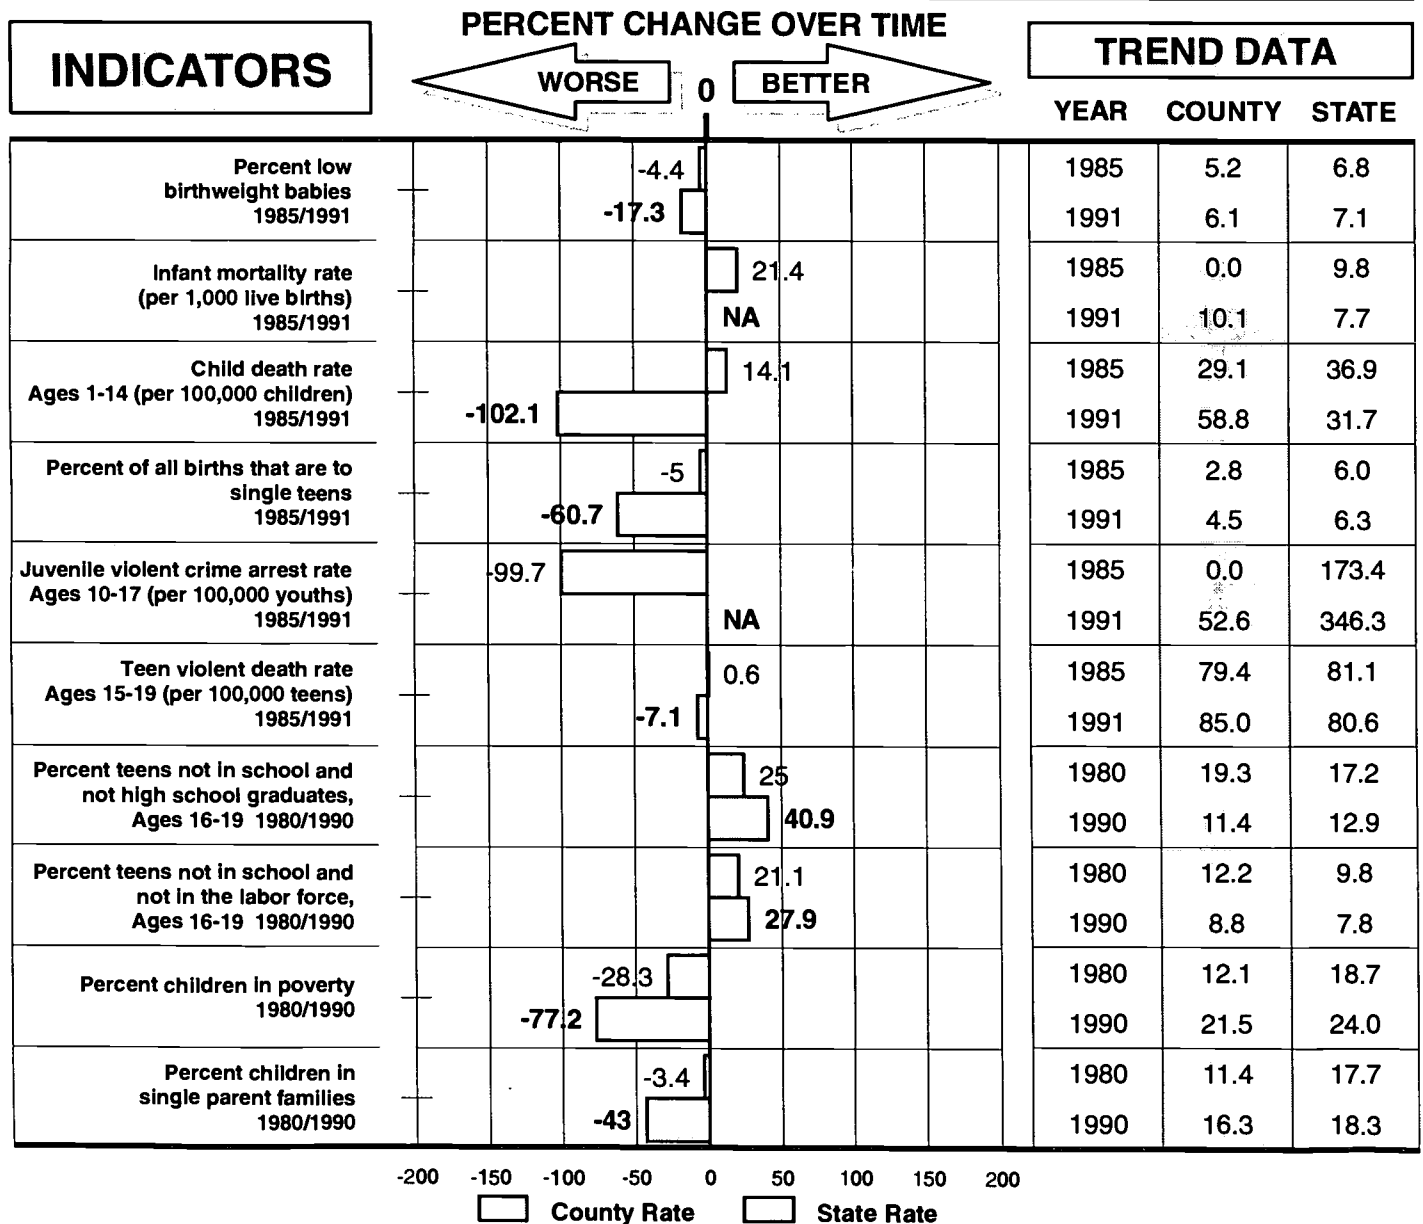 PERCENT CHANGE OVER TIME
INDICATORS
WORSE
0
BETTER
TREND DATA
YEAR COUNTY STATE
Percent low
birthweight babies
1985/1991
-4.4
-17.3
1985 5.2 6.8
1991 6.1 7.1
Infant mortality rate
(per 1,000 live births)
1985/1991
21.4
NA
1985 0.0 9.8
1991 10.1 7.7
Child death rate
Ages 1-14 (per 100,000 children)
1985/1991
14.1
-102.1
1985 29.1 36.9
1991 58.8 31.7
Percent of all births that are to
single teens
1985/1991
-5
-60.7
1985 2.8 6.0
1991 4.5 6.3
Juvenile violent crime arrest rate
Ages 10-17 (per 100,000 youths)
1985/1991
-99.7
NA
1985 0.0 173.4
1991 52.6 346.3
Teen violent death rate
Ages 15-19 (per 100,000 teens)
1985/1991
0.6
-7.1
1985 79.4 81.1
1991 85.0 80.6
Percent teens not in school and
not high school graduates,
Ages 16-19 1980/1990
25
40.9
1980 19.3 17.2
1990 11.4 12.9
Percent teens not in school and
not in the labor force,
Ages 16-19 1980/1990
21.1
27.9
1980 12.2 9.8
1990 8.8 7.8
Percent children in poverty
1980/1990
-28.3
-77.2
1980 12.1 18.7
1990 21.5 24.0
Percent children in
single parent families
1980/1990
-3.4
-43
1980 11.4 17.7
1990 16.3 18.3
-200 -150 -100 -50 0 50 100 150 200
County Rate State Rate